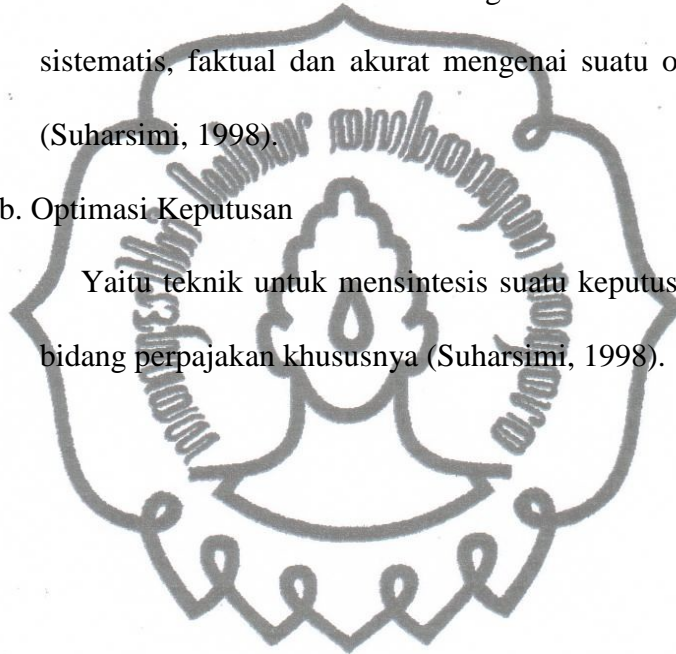 sistematis, faktual dan akurat mengenai suatu o
(Suharsimi, 1998).
b. Optimasi Keputusan
Yaitu teknik untuk mensintesis suatu keputus
bidang perpajakan khususnya (Suharsimi, 1998).